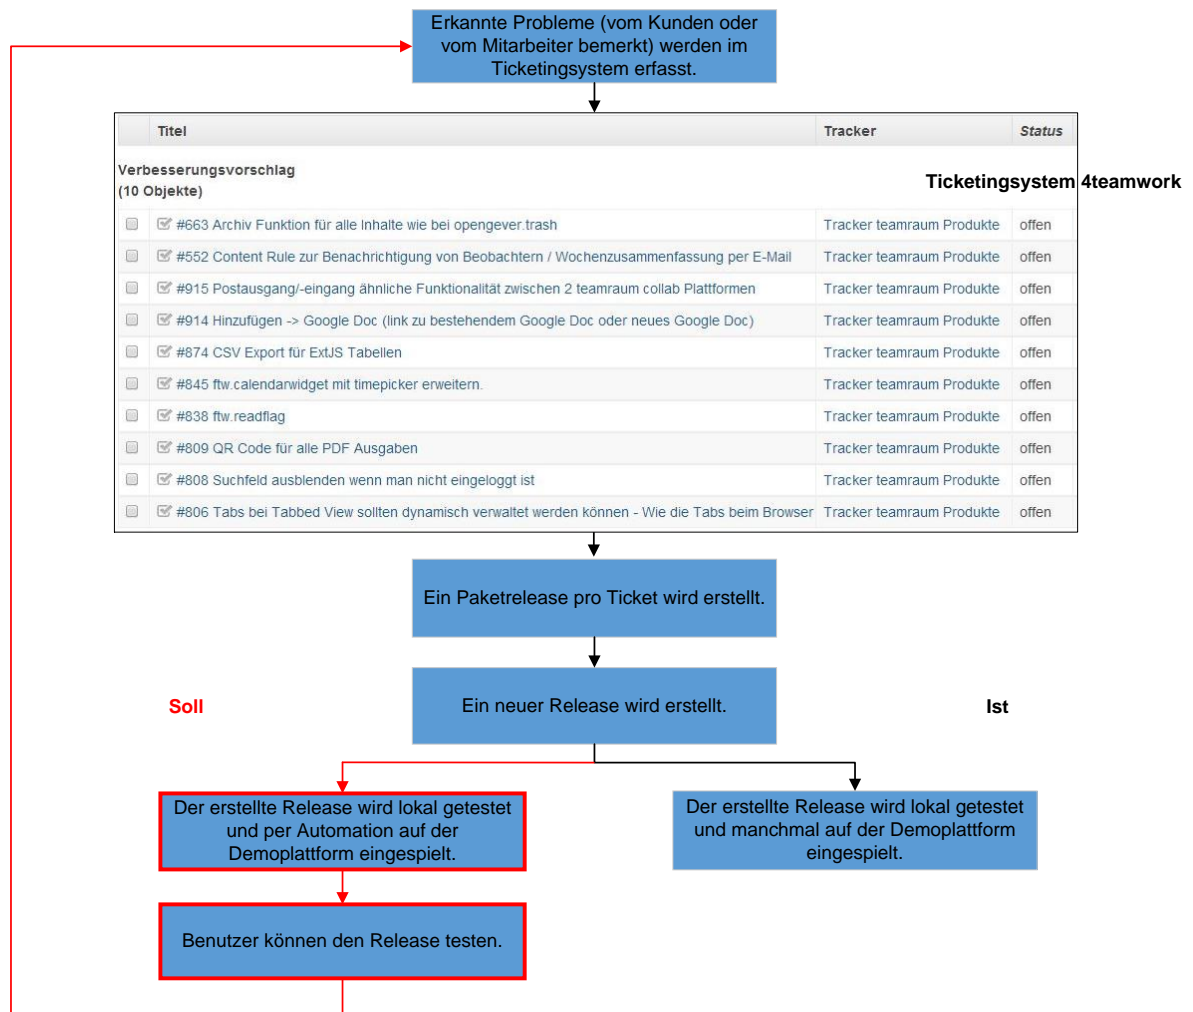 Erkannte Probleme (vom Kunden oder
vom Mitarbeiter bemerkt) werden im
Ticketingsystem erfasst.
Titel Tracker Status
Verbesserungsvorschlag
(10 Objekte)
Ticketingsystem 4teamwork
#663 Archiv Funktion für alle Inhalte wie bei opengever.trash Tracker teamraum Produkte offen
#552 Content Rule zur Benachrichtigung von Beobachtern / Wochenzusammenfassung per E-Mail Tracker teamraum Produkte offen
#915 Postausgang/-eingang ähnliche Funktionalität zwischen 2 teamraum collab Plattformen Tracker teamraum Produkte offen
#914 Hinzufügen -> Google Doc (link zu bestehendem Google Doc oder neues Google Doc) Tracker teamraum Produkte offen
#874 CSV Export für ExtJS Tabellen Tracker teamraum Produkte offen
#845 ftw.calendarwidget mit timepicker erweitern. Tracker teamraum Produkte offen
#838 ftw.readflag Tracker teamraum Produkte offen
#809 QR Code für alle PDF Ausgaben Tracker teamraum Produkte offen
#808 Suchfeld ausblenden wenn man nicht eingeloggt ist Tracker teamraum Produkte offen
#806 Tabs bei Tabbed View sollten dynamisch verwaltet werden können - Wie die Tabs beim Browser Tracker teamraum Produkte offen
Ein Paketrelease pro Ticket wird erstellt.
Soll
Ein neuer Release wird erstellt.
Ist
Der erstellte Release wird lokal getestet
und per Automation auf der
Demoplattform eingespielt.
Der erstellte Release wird lokal getestet
und manchmal auf der Demoplattform
eingespielt.
Benutzer können den Release testen.